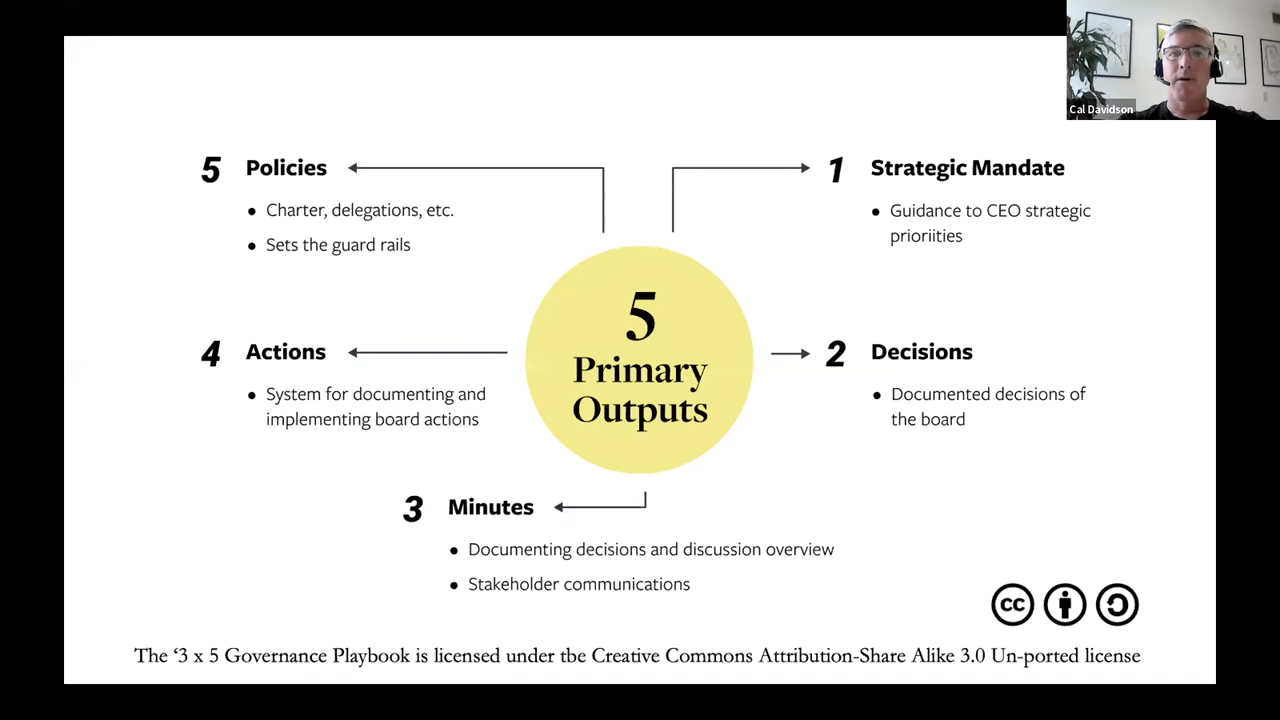 Cal Davidson
5 Policies
• Charter, delegations, etc.
• Sets the guard rails
1 Strategic Mandate
• Guidance to CEO strategic
prioriities
5
Primary
Outputs
4 Actions
• System for documenting and
implementing board actions
2 Decisions
• Documented decisions of
the board
3 Minutes
• Documenting decisions and discussion overview
• Stakeholder communications
cc
The ‘3 x 5 Governance Playbook is licensed under tbe Creative Commons Attribution-Share Alike 3.0 Un-ported license